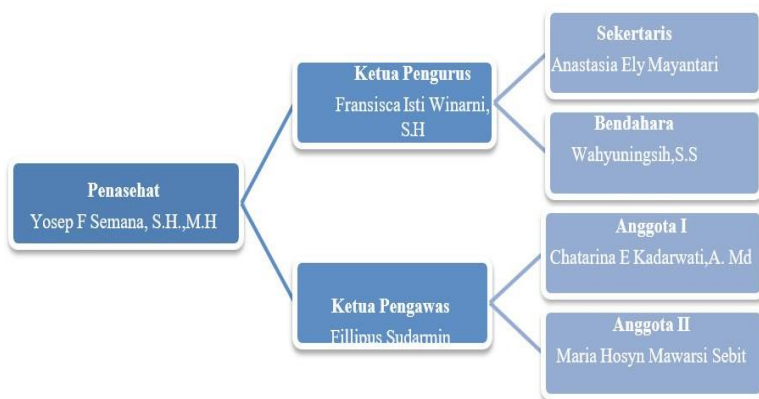 Penasehat
Yosep F Semana, S.H.,M.H
Ketua Pengurus
Fransisca Isti Winarni,
S.H
Sekertaris
Anastasia Ely Mayantari
Bendahara
Wahyuningsih,S.S
Ketua Pengawas
Fillipus Sudarmin
Anggota I
Chatarina E Kadarwati,A. Md
Anggota II
Maria Hosyn Mawarsi Sebit